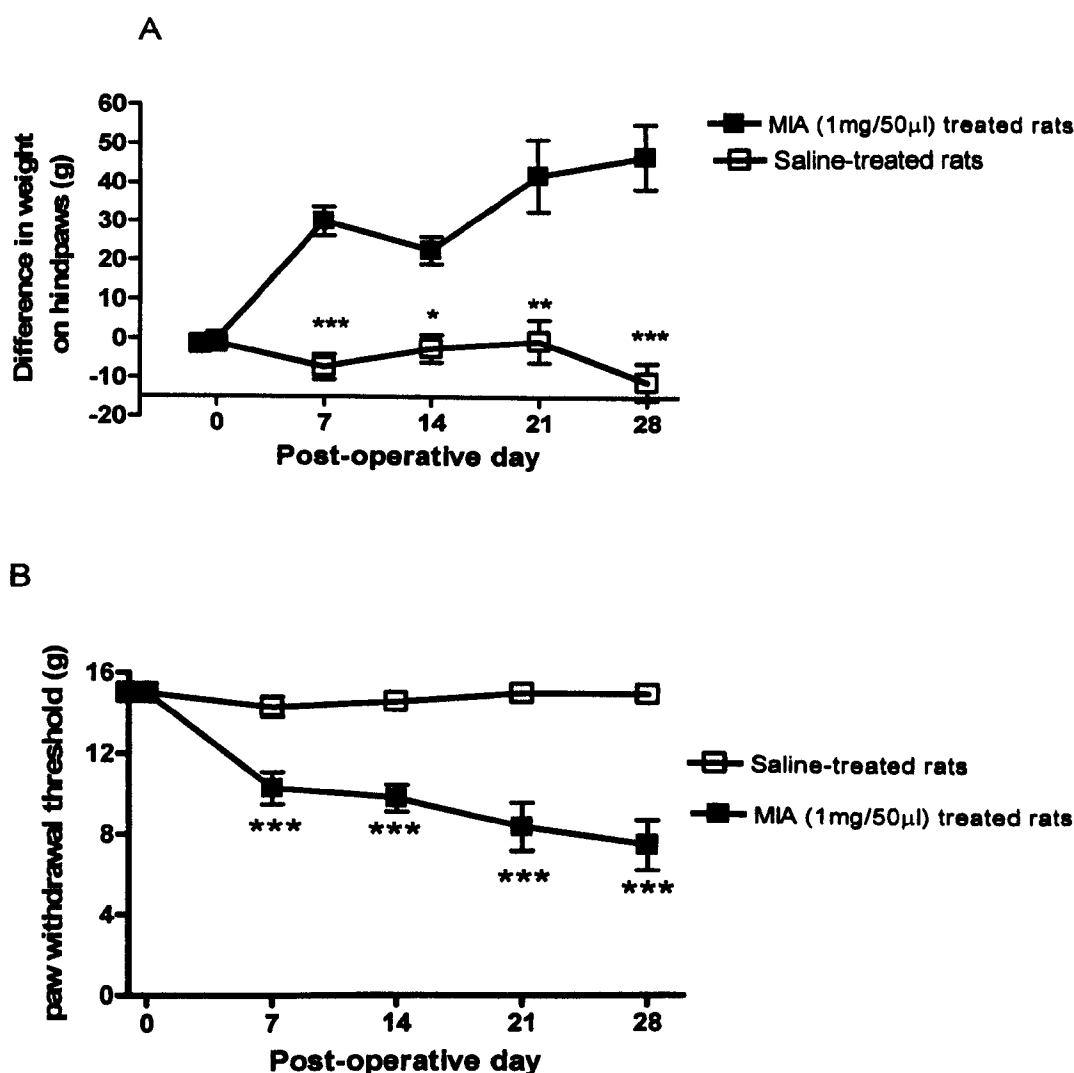 A
Difference in weight
on hindpaws (g)
60
50
40
30
20
10
0
-10
-20
***
*
**
***
0 7 14 21 28
Post-operative day
MIA (1mg/50µl) treated rats
Saline-treated rats
B
paw withdrawal threshold (g)
16
12
8
4
0
***
***
***
***
0 7 14 21 28
Post-operative day
Saline-treated rats
MIA (1mg/50µl) treated rats